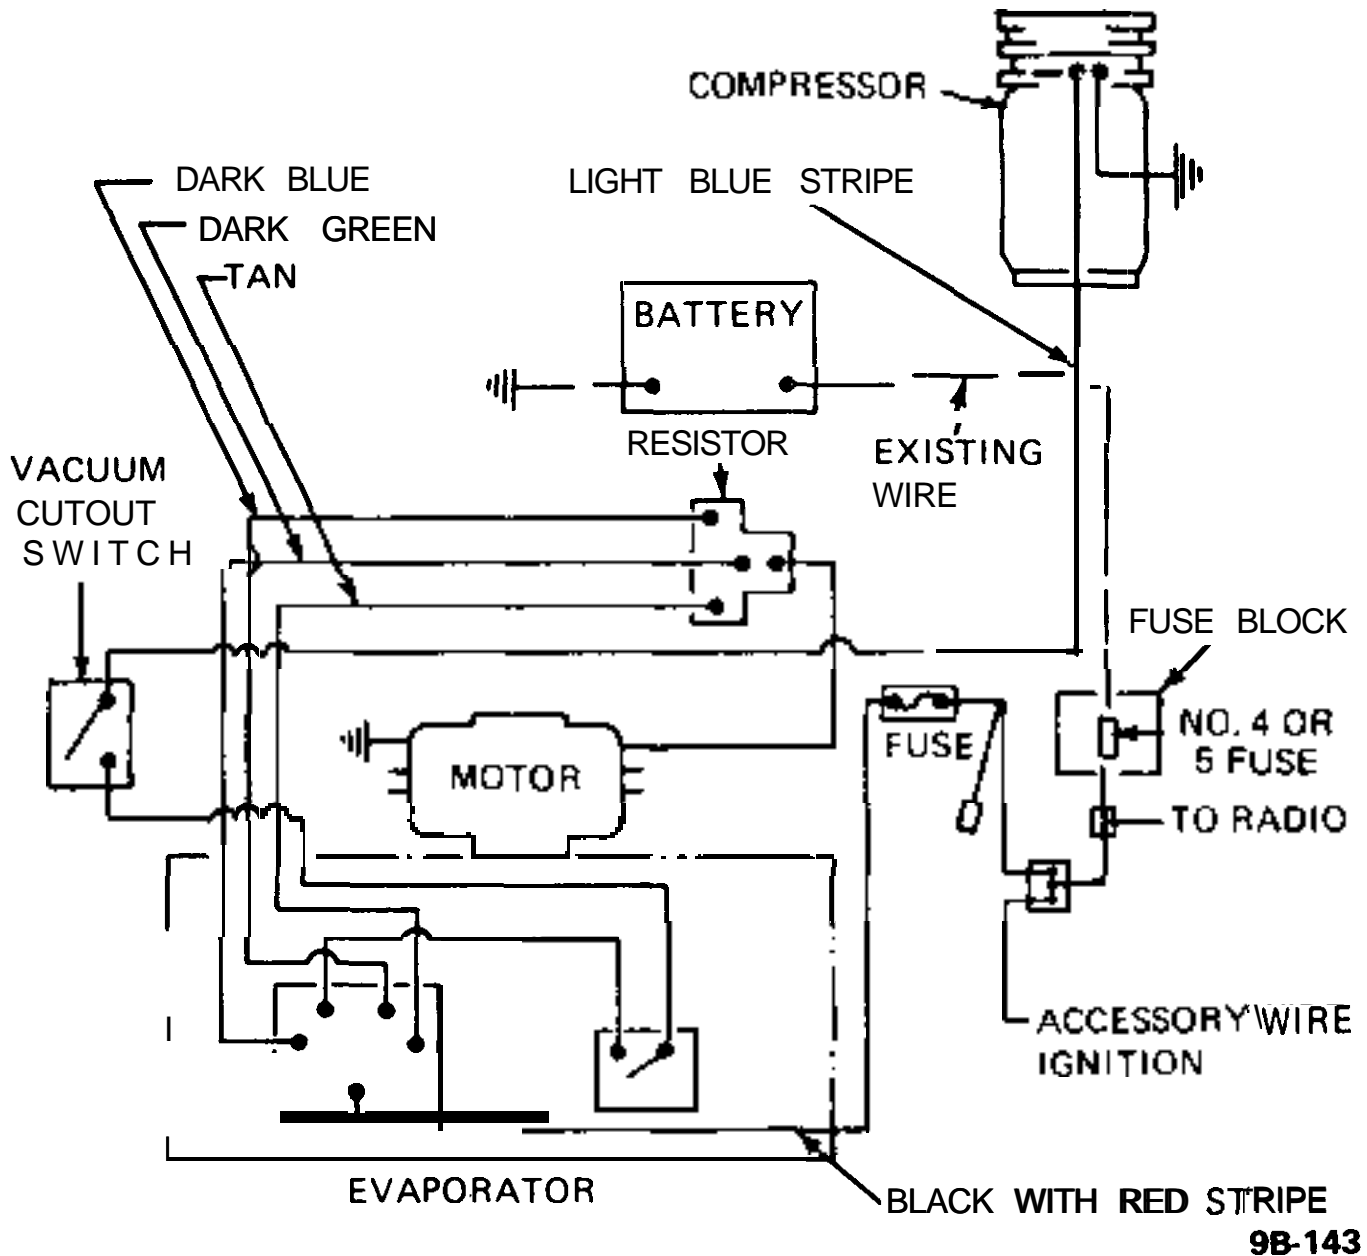 COMPRESSOR
DARK BLUE
LIGHT BLUE STRIPE
DARK GREEN
TAN
BATTERY
RESISTOR
EXISTING
WIRE
VACUUM
CUTOUT
SWITCH
FUSE BLOCK
FUSE
NO. 4 OR
5 FUSE
MOTOR
TO RADIO
ACCESSORY WIRE
IGNITION
EVAPORATOR
BLACK WITH RED STRIPE
9B-143